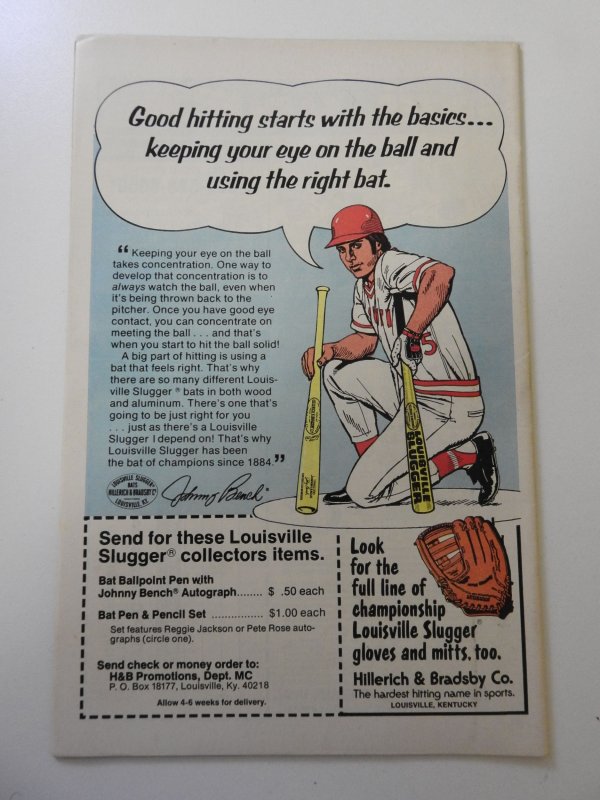 Good hitting starts with the basics...
keeping your eye on the ball and
using the right bat.
“Keeping your eye on the ball
takes concentration. One way to
develop that concentration is to
always watch the ball, even when
it's being thrown back to the
pitcher. Once you have good eye
contact, you can concentrate on
meeting the ball . . . and that's
when you start to hit the ball solid!
A big part of hitting is using a
bat that feels right. That's why
there are so many different Louis-
ville Slugger® bats in both wood
and aluminum. There's one that's
going to be just right for you
. . . just as there's a Louisville
Slugger I depend on! That's why
Louisville Slugger has been
the bat of champions since 1884.”
LOUISVILLE SLUGGER
BATS
HILLERICH & BRADSBY Co
LOUISVILLE, KY.
Johnny Bench®
5
LOUISVILLE
SLUGGER
Send for these Louisville
Slugger® collectors items.
Bat Ballpoint Pen with
Johnny Bench® Autograph........ $ .50 each
Bat Pen & Pencil Set ................ $1.00 each
Set features Reggie Jackson or Pete Rose auto-
graphs (circle one).
Send check or money order to:
H&B Promotions, Dept. MC
P. O. Box 18177, Louisville, Ky. 40218
Allow 4-6 weeks for delivery.
Look
for the
full line of
championship
Louisville Slugger®
gloves and mitts, too.
Hillerich & Bradsby Co.
The hardest hitting name in sports.
LOUISVILLE, KENTUCKY